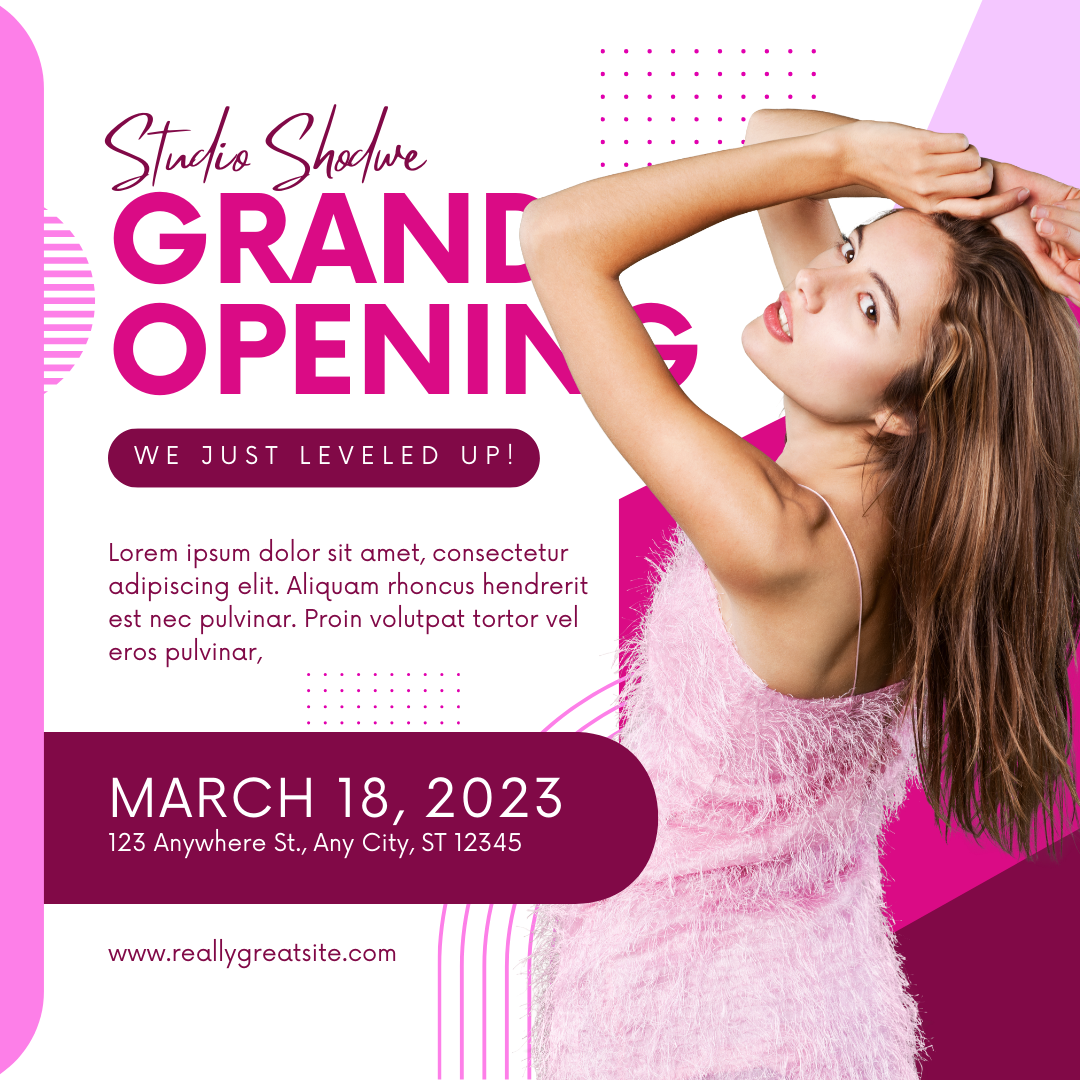 Studio Shodwe
GRAND
OPENING
WE JUST LEVELED UP!
Lorem ipsum dolor sit amet, consectetur
adipiscing elit. Aliquam rhoncus hendrerit
est nec pulvinar. Proin volutpat tortor vel
eros pulvinar,
MARCH 18, 2023
123 Anywhere St., Any City, ST 12345
www.reallygreatsite.com